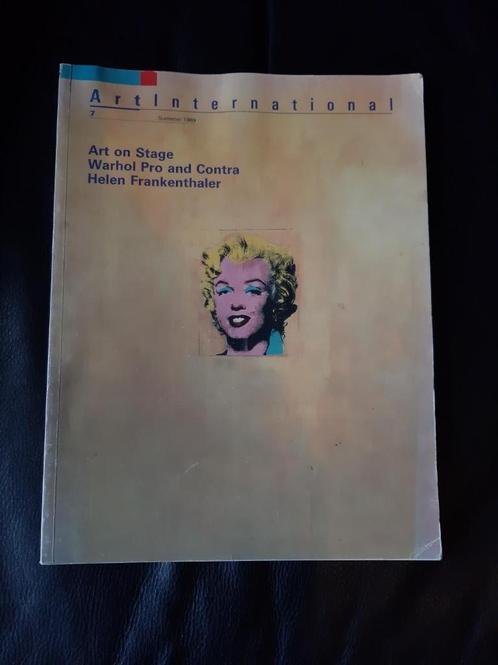 ArtInternational
7 Summer 1989
Art on Stage
Warhol Pro and Contra
Helen Frankenthaler